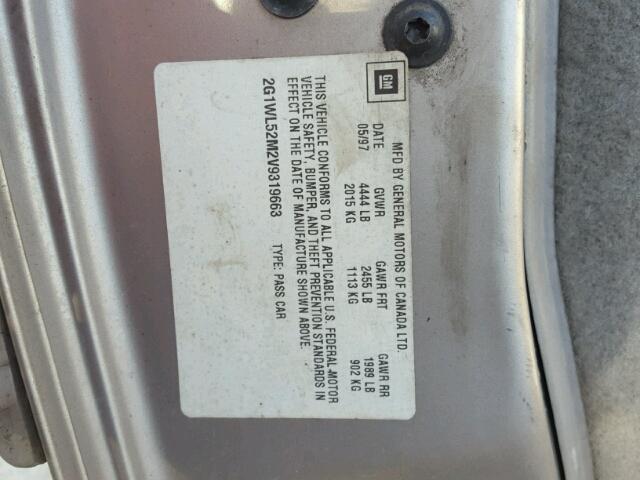 GM
MFD BY GENERAL MOTORS OF CANADA LTD.
DATE GVWR GAWR FRT GAWR RR
05/97 4444 LB 2455 LB 1989 LB
2015 KG 1113 KG 902 KG
THIS VEHICLE CONFORMS TO ALL APPLICABLE U.S. FEDERAL MOTOR
VEHICLE SAFETY, BUMPER, AND THEFT PREVENTION STANDARDS IN
EFFECT ON THE DATE OF MANUFACTURE SHOWN ABOVE.
2G1WL52M2V9319663 TYPE: PASS CAR